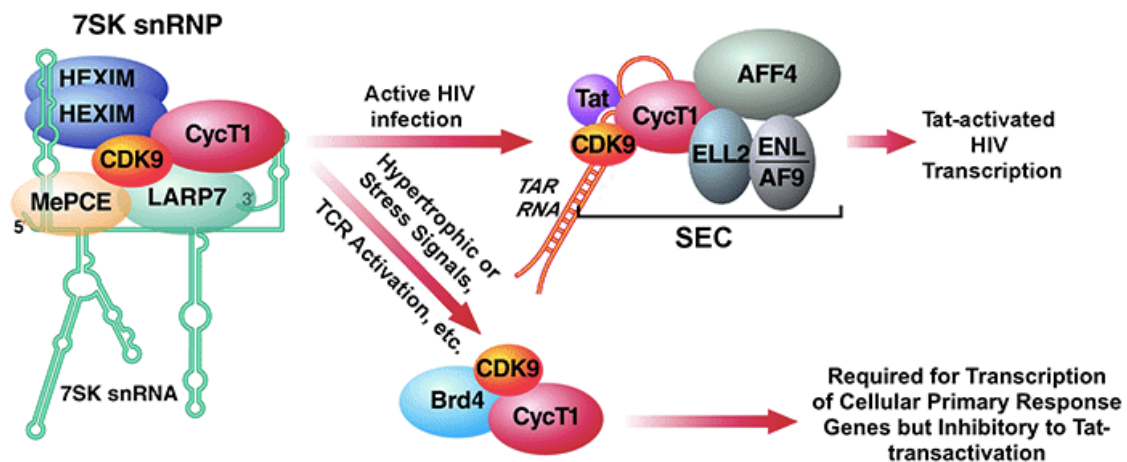 7SK snRNP
HEXIM
HEXIM
CycT1
CDK9
MePCE
LARP7
3'
5'
7SK snRNA
Active HIV
infection
Hypertrophic or
Stress Signals,
TCR Activation, etc.
Tat
CDK9
CycT1
AFF4
ELL2
ENL
AF9
TAR
RNA
SEC
Tat-activated
HIV
Transcription
CDK9
Brd4
CycT1
Required for Transcription
of Cellular Primary Response
Genes but Inhibitory to Tat-
transactivation